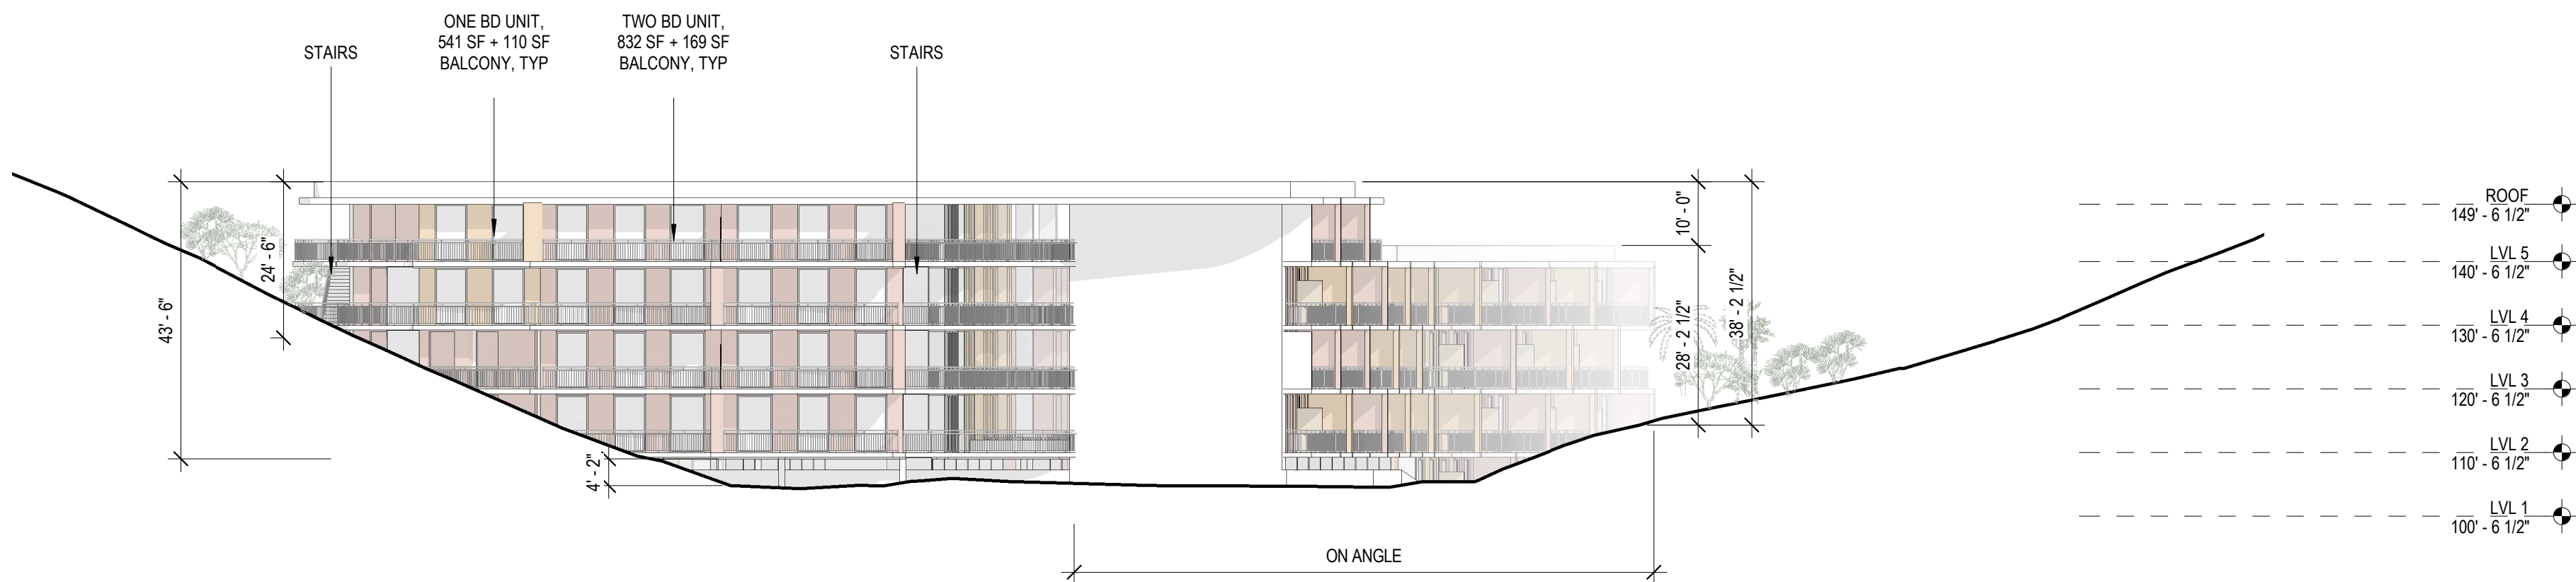 ONE BD UNIT,
541 SF + 110 SF
BALCONY, TYP
TWO BD UNIT,
832 SF + 169 SF
BALCONY, TYP
STAIRS
STAIRS
43' - 6"
24' - 6"
4' - 2"
10' - 0"
28' - 2 1/2"
38' - 2 1/2"
ROOF
149' - 6 1/2"
LVL 5
140' - 6 1/2"
LVL 4
130' - 6 1/2"
LVL 3
120' - 6 1/2"
LVL 2
110' - 6 1/2"
LVL 1
100' - 6 1/2"
ON ANGLE